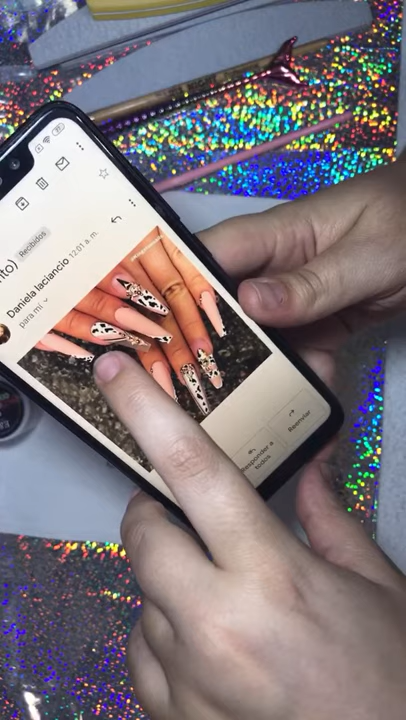 to)
Recibidos
Daniela laciancio 12:01 a. m.
para mí
Responder a
todos
Reenviar